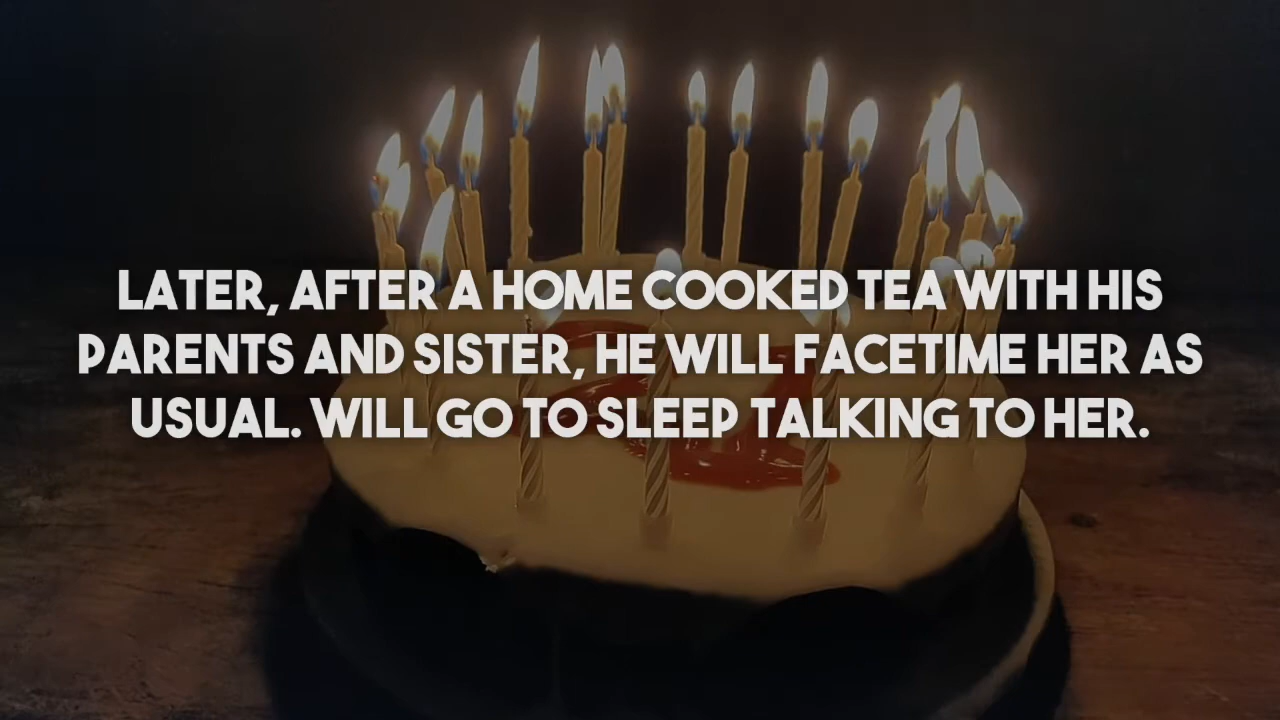 LATER, AFTER A HOME COOKED TEA WITH HIS
PARENTS AND SISTER, HE WILL FACETIME HER AS
USUAL. WILL GO TO SLEEP TALKING TO HER.